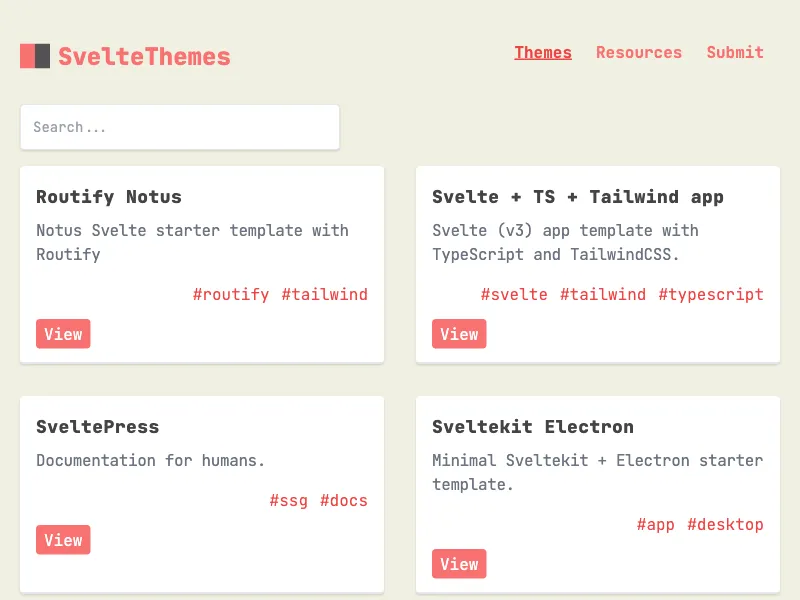 SvelteThemes
Themes Resources Submit
Search...
Routify Notus
Notus Svelte starter template with
Routify
#routify #tailwind
View
Svelte + TS + Tailwind app
Svelte (v3) app template with
TypeScript and TailwindCSS.
#svelte #tailwind #typescript
View
SveltePress
Documentation for humans.
#ssg #docs
View
Sveltekit Electron
Minimal Sveltekit + Electron starter
template.
#app #desktop
View